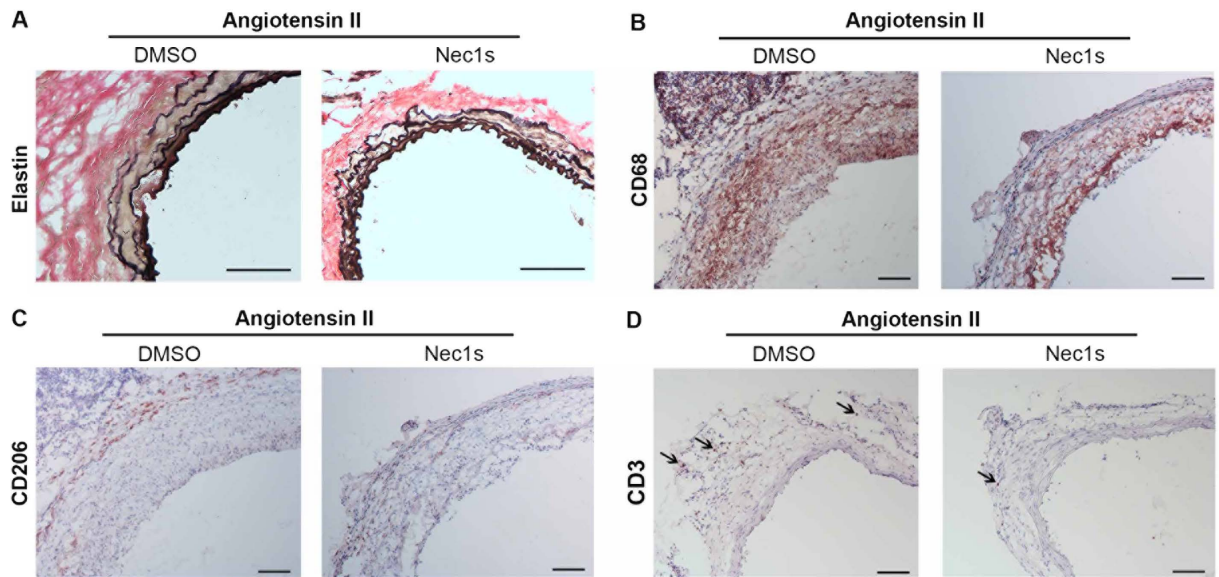 A
Angiotensin II
DMSO
Nec1s
Elastin
B
Angiotensin II
DMSO
Nec1s
CD68
C
Angiotensin II
DMSO
Nec1s
CD206
D
Angiotensin II
DMSO
Nec1s
CD3